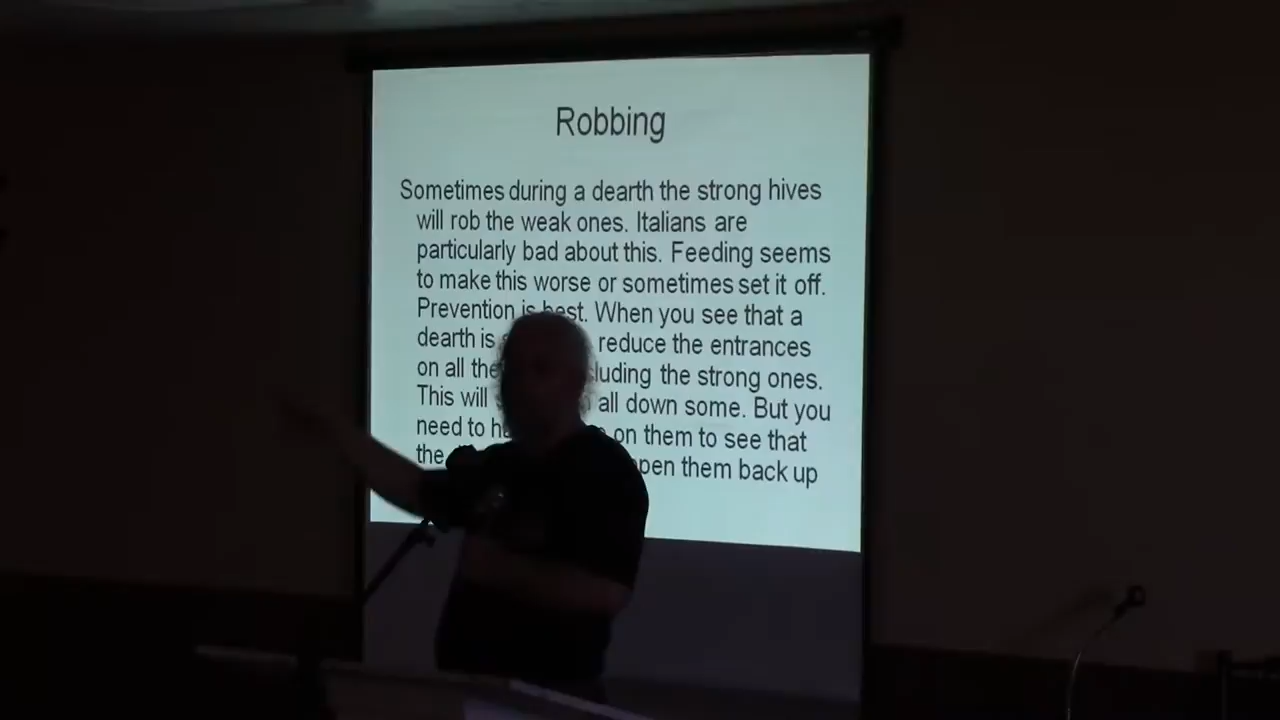 Robbing
Sometimes during a dearth the strong hives
will rob the weak ones. Italians are
particularly bad about this. Feeding seems
to make this worse or sometimes set it off.
Prevention is best. When you see that a
dearth is reduce the entrances
on all the the strong ones.
This will all down some. But you
need to on them to see that
the open them back up